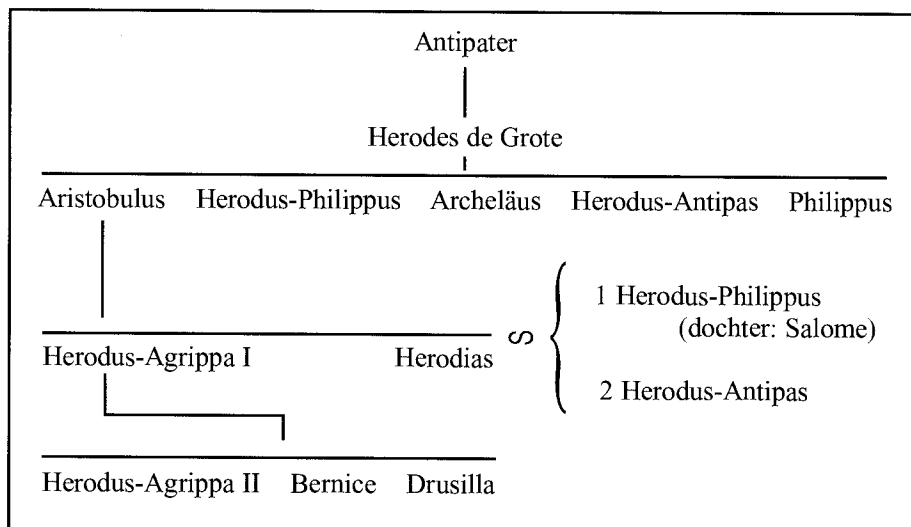 Antipater
Herodes de Grote
Aristobulus Herodus-Philippus Archeläus Herodus-Antipas Philippus
1 Herodus-Philippus
(dochter: Salome)
Herodus-Agrippa I Herodias
2 Herodus-Antipas
Herodus-Agrippa II Bernice Drusilla